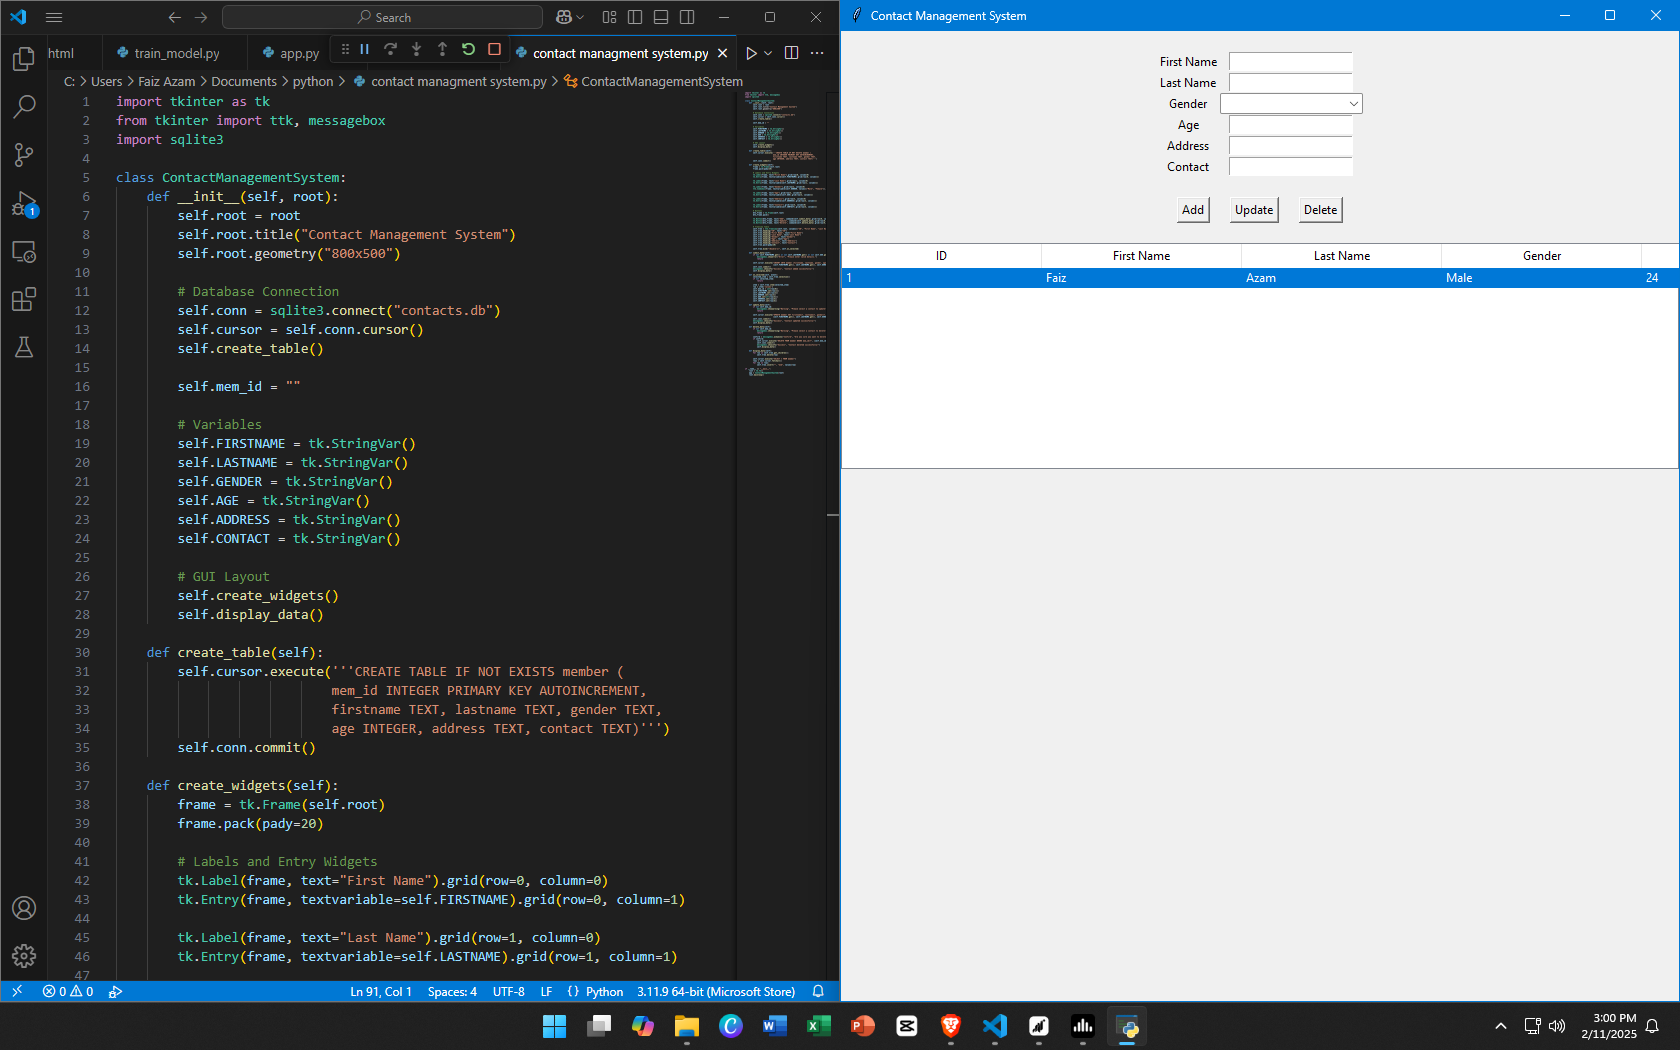 Search
html
train_model.py
app.py
contact managment system.py
C: > Users > Faiz Azam > Documents > python > contact managment system.py > ContactManagementSystem
1 import tkinter as tk
2 from tkinter import ttk, messagebox
3 import sqlite3
4
5 class ContactManagementSystem:
6 def __init__(self, root):
7 self.root = root
8 self.root.title("Contact Management System")
9 self.root.geometry("800x500")
10
11 # Database Connection
12 self.conn = sqlite3.connect("contacts.db")
13 self.cursor = self.conn.cursor()
14 self.create_table()
15
16 self.mem_id = ""
17
18 # Variables
19 self.FIRSTNAME = tk.StringVar()
20 self.LASTNAME = tk.StringVar()
21 self.GENDER = tk.StringVar()
22 self.AGE = tk.StringVar()
23 self.ADDRESS = tk.StringVar()
24 self.CONTACT = tk.StringVar()
25
26 # GUI Layout
27 self.create_widgets()
28 self.display_data()
29
30 def create_table(self):
31 self.cursor.execute('''CREATE TABLE IF NOT EXISTS member (
32 mem_id INTEGER PRIMARY KEY AUTOINCREMENT,
33 firstname TEXT, lastname TEXT, gender TEXT,
34 age INTEGER, address TEXT, contact TEXT)''')
35 self.conn.commit()
36
37 def create_widgets(self):
38 frame = tk.Frame(self.root)
39 frame.pack(pady=20)
40
41 # Labels and Entry Widgets
42 tk.Label(frame, text="First Name").grid(row=0, column=0)
43 tk.Entry(frame, textvariable=self.FIRSTNAME).grid(row=0, column=1)
44
45 tk.Label(frame, text="Last Name").grid(row=1, column=0)
46 tk.Entry(frame, textvariable=self.LASTNAME).grid(row=1, column=1)
47
1
0 0
Ln 91, Col 1 Spaces: 4 UTF-8 LF {} Python 3.11.9 64-bit (Microsoft Store)
Contact Management System
First Name
Last Name
Gender
Age
Address
Contact
Add Update Delete
ID First Name Last Name Gender
1 Faiz Azam Male 24
3:00 PM
2/11/2025